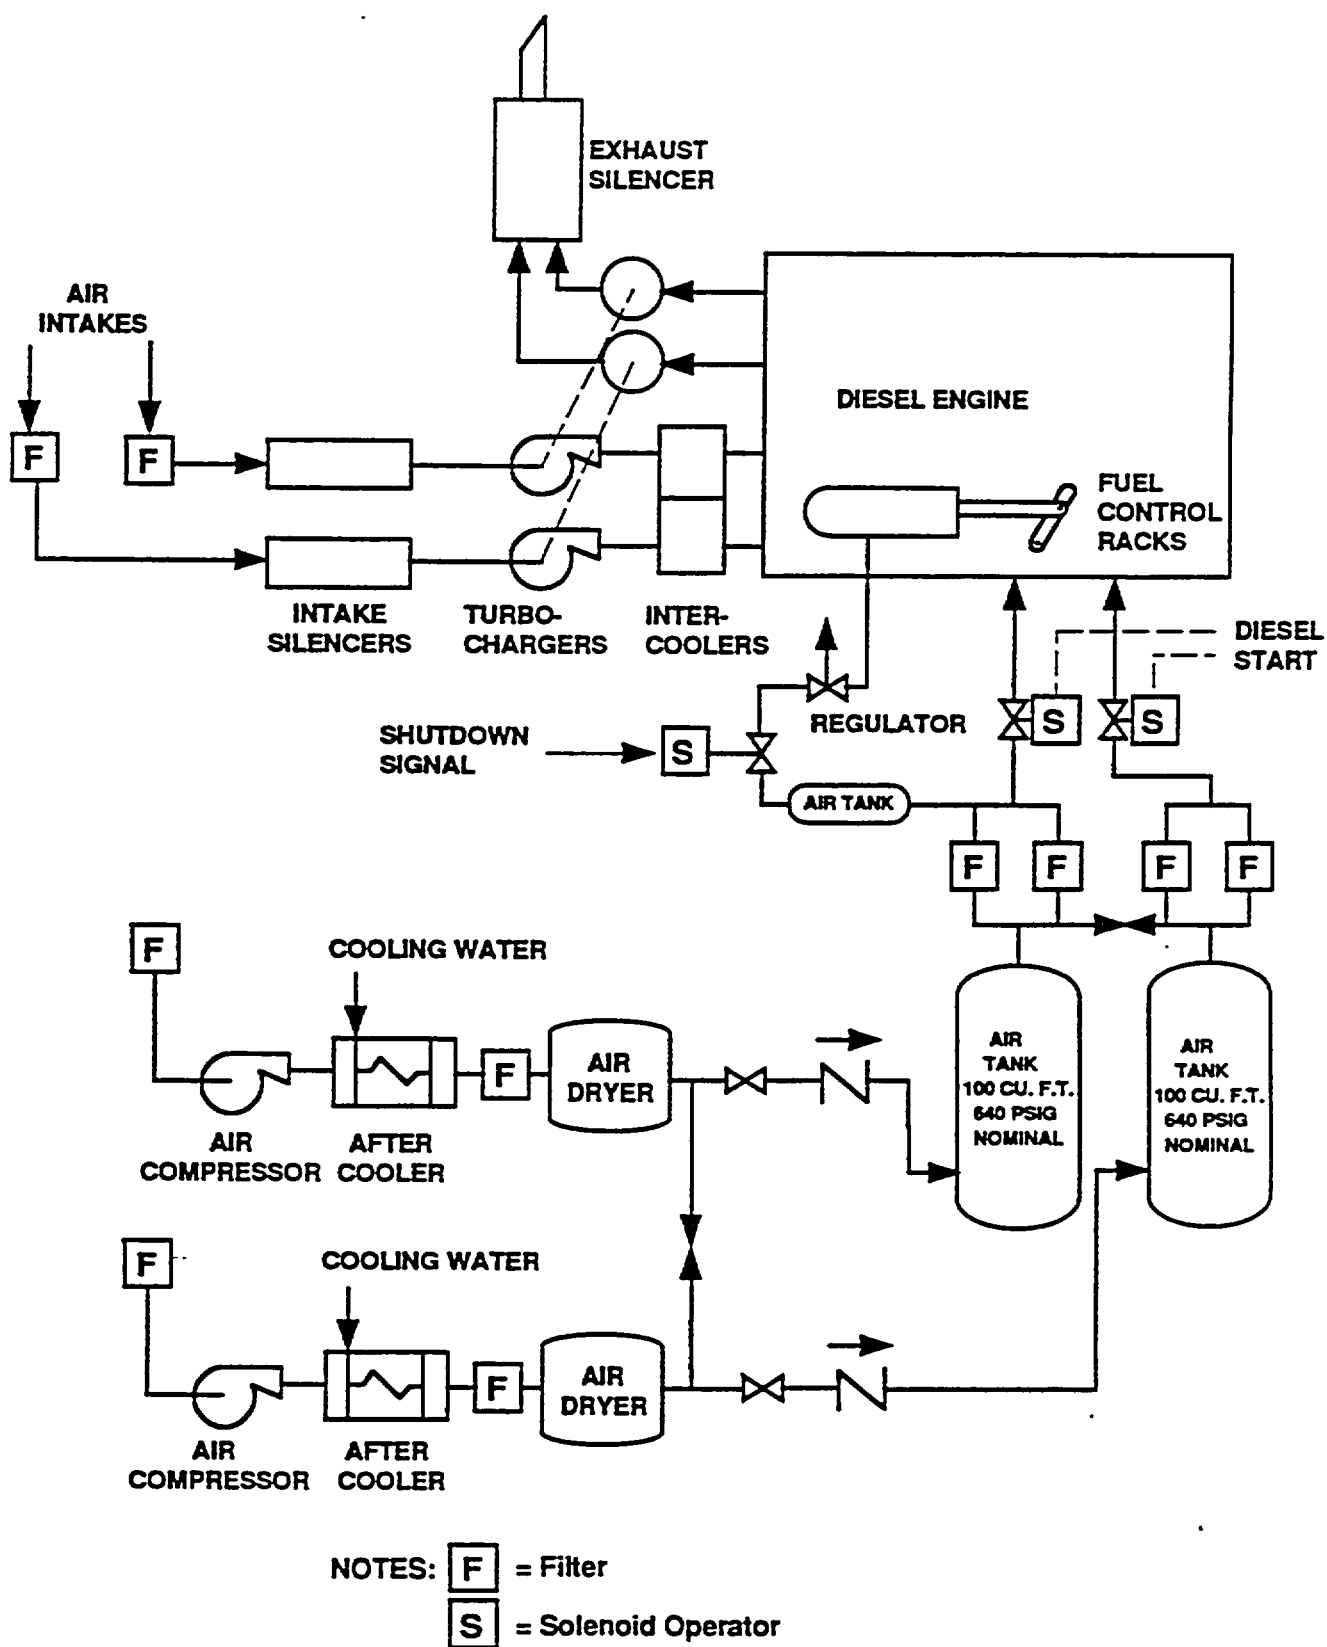 EXHAUST
SILENCER
AIR
INTAKES
DIESEL ENGINE
F
F
FUEL
CONTROL
RACKS
INTAKE
SILENCERS
TURBO-
CHARGERS
INTER-
COOLERS
DIESEL
START
REGULATOR
S
S
SHUTDOWN
SIGNAL
S
AIR TANK
F
F
F
F
F
COOLING WATER
AIR
DRYER
F
AIR
TANK
100 CU. F.T.
640 PSIG
NOMINAL
AIR
TANK
100 CU. F.T.
640 PSIG
NOMINAL
AIR
COMPRESSOR
AFTER
COOLER
F
COOLING WATER
AIR
DRYER
F
AIR
COMPRESSOR
AFTER
COOLER
NOTES: F = Filter
S = Solenoid Operator